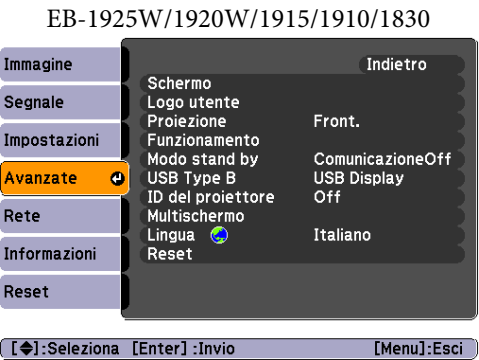 EB-1925W/1920W/1915/1910/1830
Immagine
Segnale
Impostazioni
Avanzate
Rete
Informazioni
Reset
Indietro
Schermo
Logo utente
Proiezione Front.
Funzionamento
Modo stand by ComunicazioneOff
USB Type B USB Display
ID del proiettore Off
Multischermo
Lingua Italiano
Reset
[◆]:Seleziona [Enter]:Invio [Menu]:Esci